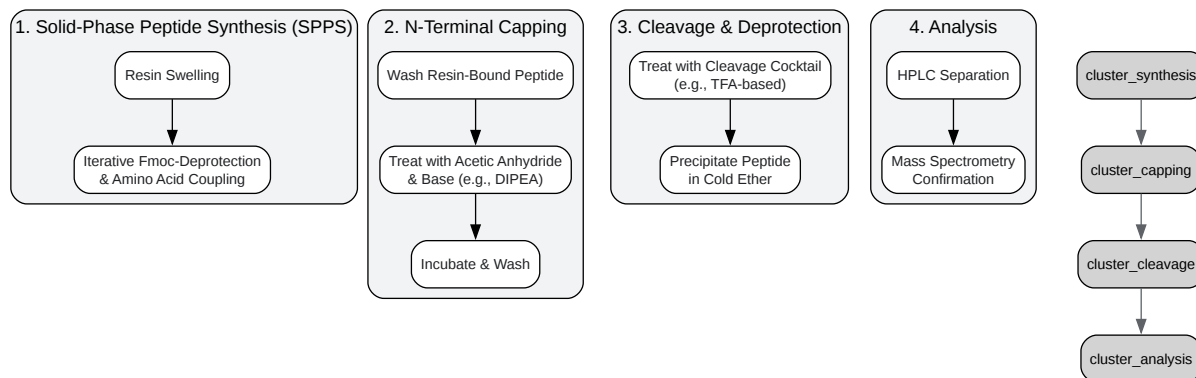 1. Solid-Phase Peptide Synthesis (SPPS)
Resin Swelling
Iterative Fmoc-Deprotection
& Amino Acid Coupling
2. N-Terminal Capping
Wash Resin-Bound Peptide
Treat with Acetic Anhydride
& Base (e.g., DIPEA)
Incubate & Wash
3. Cleavage & Deprotection
Treat with Cleavage Cocktail
(e.g., TFA-based)
Precipitate Peptide
in Cold Ether
4. Analysis
HPLC Separation
Mass Spectrometry
Confirmation
cluster_synthesis
cluster_capping
cluster_cleavage
cluster_analysis